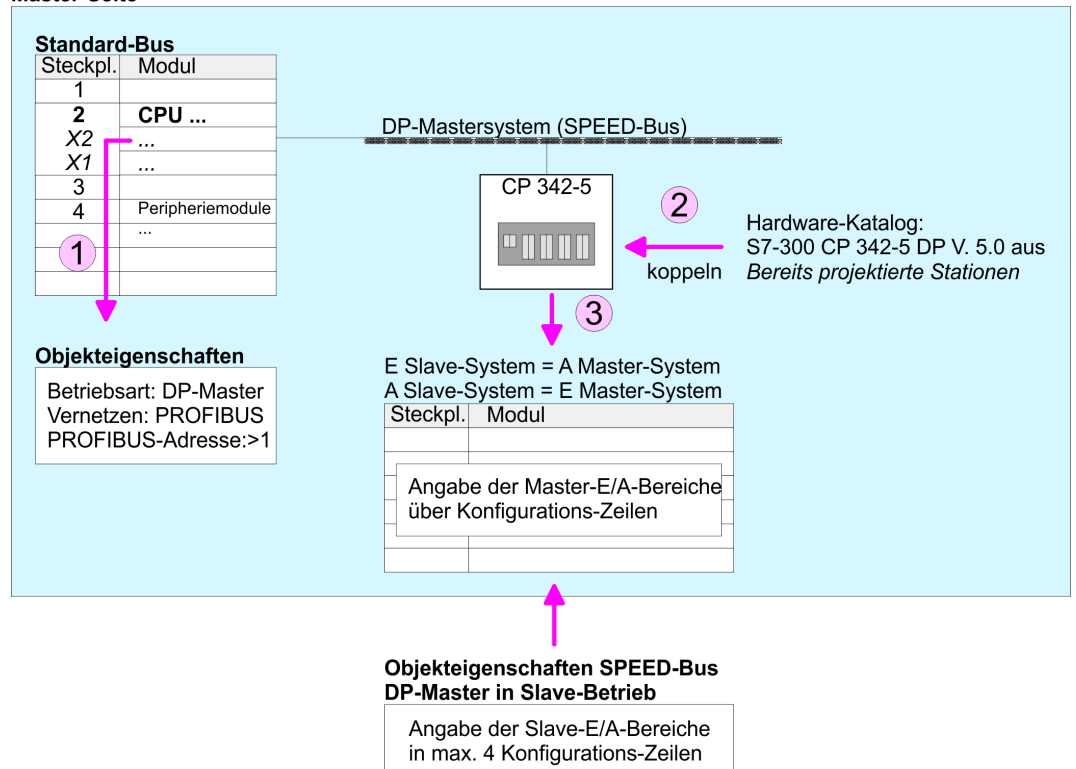 Master-Seite
Standard-Bus
Steckpl. Modul
1
2 CPU ...
X2 ...
X1 ...
3
4 Peripheriemodule
...
1
DP-Mastersystem (SPEED-Bus)
CP 342-5
2
koppeln
Hardware-Katalog:
S7-300 CP 342-5 DP V. 5.0 aus
Bereits projektierte Stationen
3
Objekteigenschaften
Betriebsart: DP-Master
Vernetzen: PROFIBUS
PROFIBUS-Adresse:>1
E Slave-System = A Master-System
A Slave-System = E Master-System
Steckpl. Modul
Angabe der Master-E/A-Bereiche
über Konfigurations-Zeilen
Objekteigenschaften SPEED-Bus
DP-Master in Slave-Betrieb
Angabe der Slave-E/A-Bereiche
in max. 4 Konfigurations-Zeilen